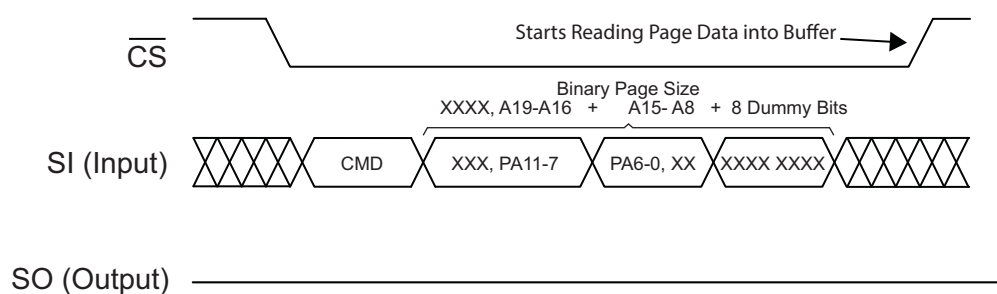 Starts Reading Page Data into Buffer
CS
Binary Page Size
XXXX, A19-A16 + A15- A8 + 8 Dummy Bits
SI (Input) CMD XXX, PA11-7 PA6-0, XX XXXX XXXX
SO (Output)